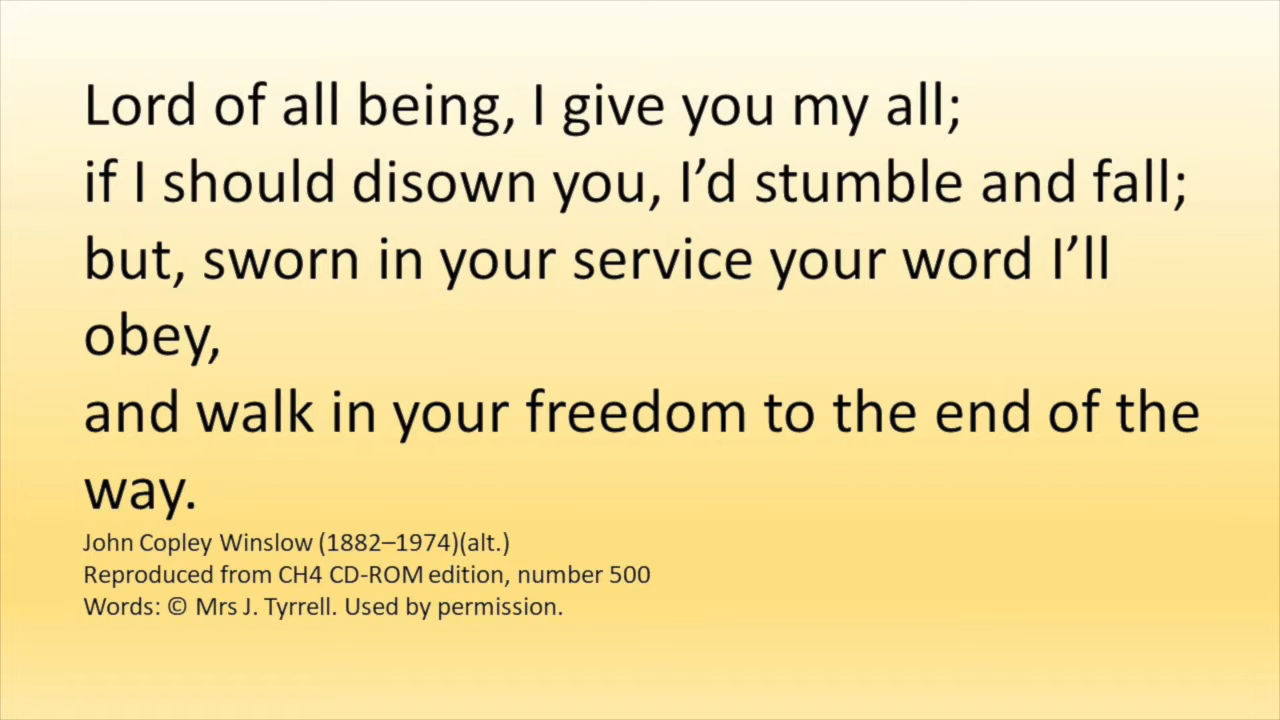 Lord of all being, I give you my all;
if I should disown you, I’d stumble and fall;
but, sworn in your service your word I’ll
obey,
and walk in your freedom to the end of the
way.
John Copley Winslow (1882–1974)(alt.)
Reproduced from CH4 CD-ROM edition, number 500
Words: © Mrs J. Tyrrell. Used by permission.